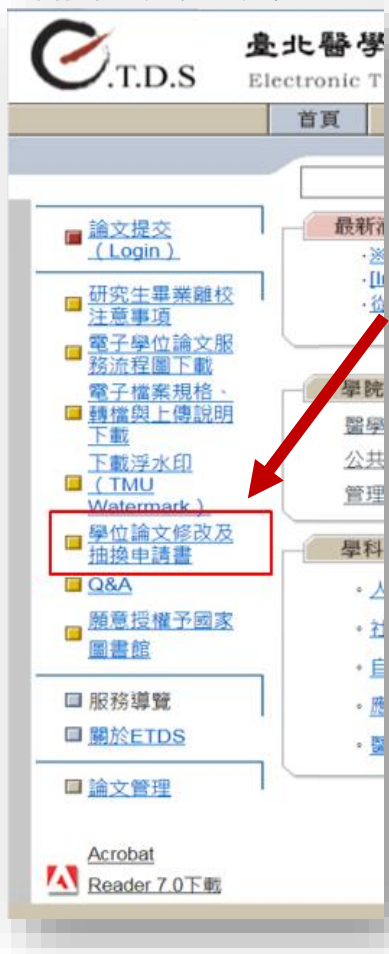 .T.D.S
臺北醫學
Electronic T
首頁
論文提交
（Login）
研究生畢業離校
注意事項
電子學位論文服
務流程圖下載
電子檔案規格、
轉檔與上傳說明
下載
下載浮水印
（TMU
Watermark）
學位論文修改及
抽換申請書
Q&A
願意授權予國家
圖書館
服務導覽
關於ETDS
論文管理
Acrobat
Reader 7.0下載
最新
學院
醫學
公共
管理
學科